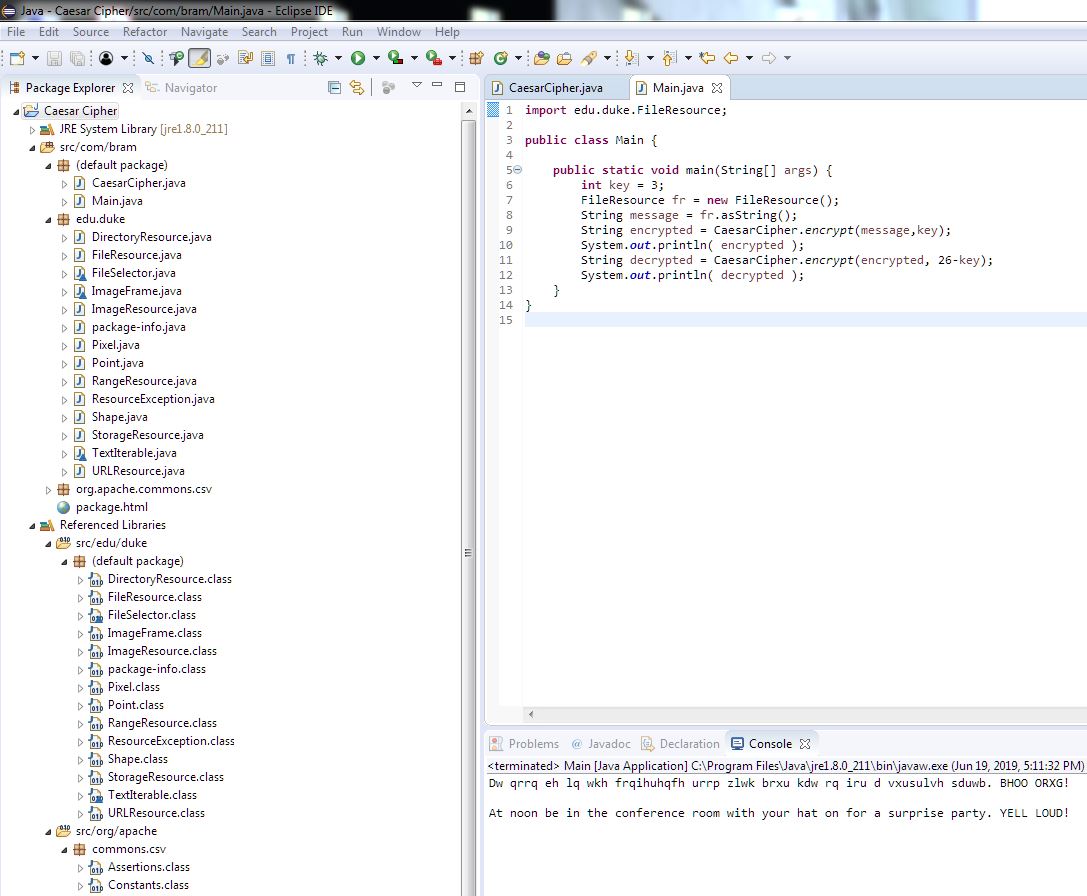 Java - Caesar Cipher/src/com/bram/Main.java - Eclipse IDE
File Edit Source Refactor Navigate Search Project Run Window Help
Package Explorer Navigator
Caesar Cipher
JRE System Library [jre1.8.0_211]
src/com/bram
(default package)
CaesarCipher.java
Main.java
edu.duke
DirectoryResource.java
FileResource.java
FileSelector.java
ImageFrame.java
ImageResource.java
package-info.java
Pixel.java
Point.java
RangeResource.java
ResourceException.java
Shape.java
StorageResource.java
TextIterable.java
URLResource.java
org.apache.commons.csv
package.html
Referenced Libraries
src/edu/duke
(default package)
DirectoryResource.class
FileResource.class
FileSelector.class
ImageFrame.class
ImageResource.class
package-info.class
Pixel.class
Point.class
RangeResource.class
ResourceException.class
Shape.class
StorageResource.class
TextIterable.class
URLResource.class
src/org/apache
commons.csv
Assertions.class
Constants.class
CaesarCipher.java Main.java
1 import edu.duke.FileResource;
2
3 public class Main {
4
5 public static void main(String[] args) {
6 int key = 3;
7 FileResource fr = new FileResource();
8 String message = fr.asString();
9 String encrypted = CaesarCipher.encrypt(message,key);
10 System.out.println( encrypted );
11 String decrypted = CaesarCipher.encrypt(encrypted, 26-key);
12 System.out.println( decrypted );
13 }
14 }
15
Problems @ Javadoc Declaration Console
<terminated> Main [Java Application] C:\Program Files\Java\jre1.8.0_211\bin\javaw.exe (Jun 19, 2019, 5:11:32 PM)
Dw qrrq eh lq wkh frqihuhqfh urrp zlwk brxu kdw rq iru d vxusulvh sduwb. BHOO ORXG!
At noon be in the conference room with your hat on for a surprise party. YELL LOUD!